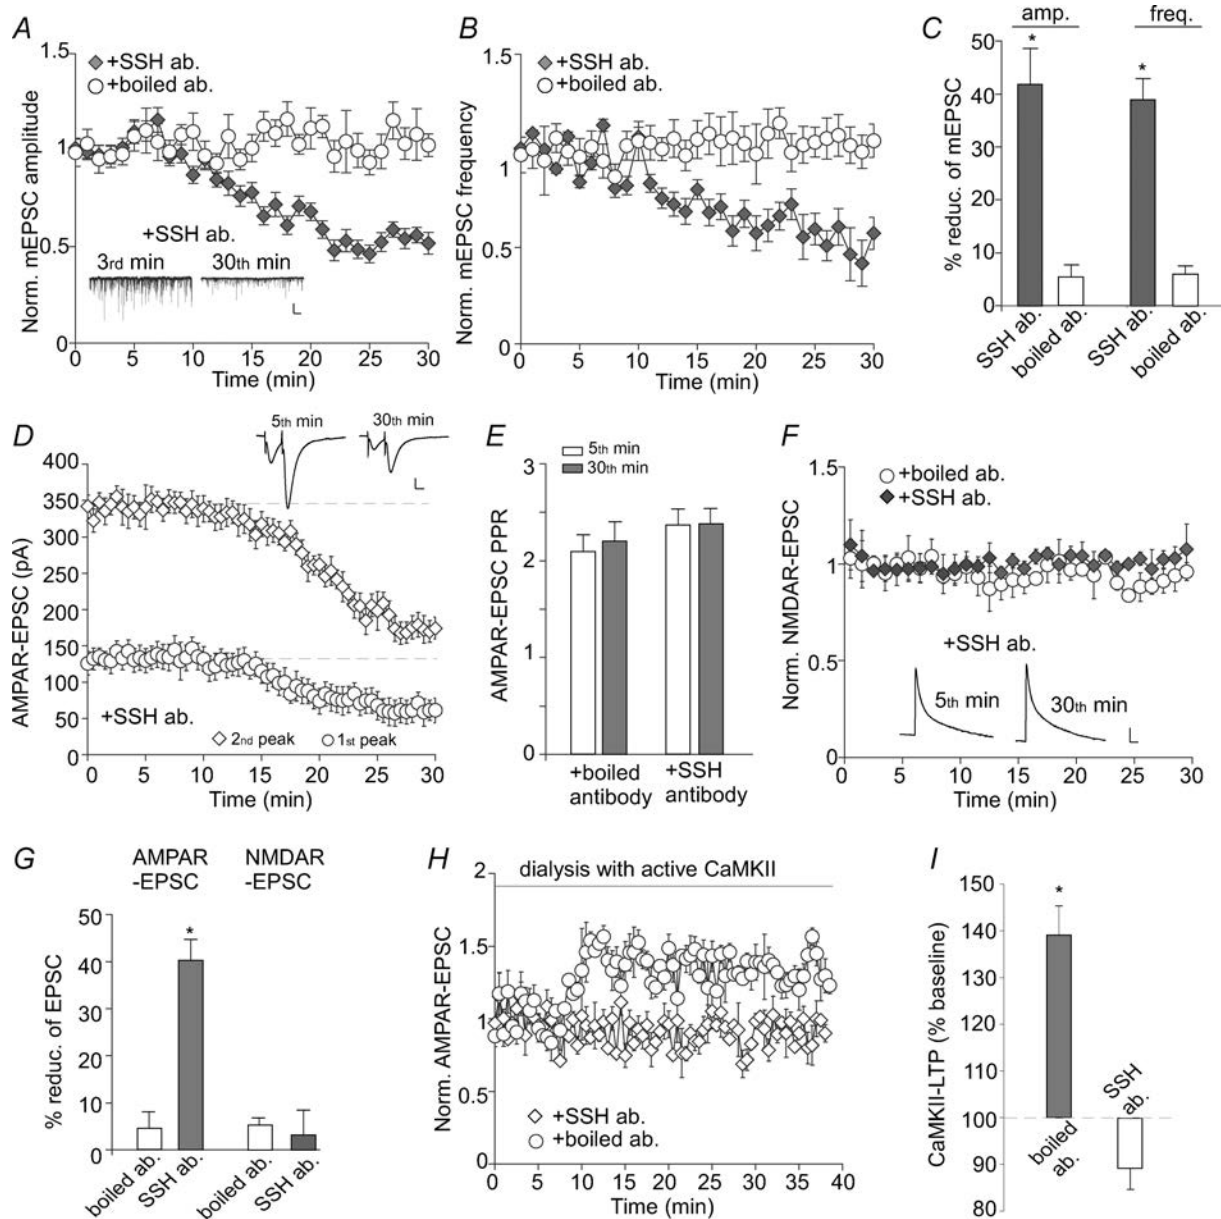 A
1.5
+SSH ab.
+boiled ab.
1.0
0.5
0
Norm. mEPSC amplitude
+SSH ab.
3rd min
30th min
0 5 10 15 20 25 30
Time (min)
B
1.5
+SSH ab.
+boiled ab.
1
0.5
0
Norm. mEPSC frequency
0 5 10 15 20 25 30
Time (min)
C
amp.
freq.
*
*
50
40
30
20
10
0
% reduc. of mEPSC
SSH ab.
boiled ab.
SSH ab.
boiled ab.
D
5th min
30th min
400
350
300
250
200
150
100
50
0
AMPAR-EPSC (pA)
+SSH ab.
2nd peak
1st peak
0 5 10 15 20 25 30
Time (min)
E
5th min
30th min
3
2
1
0
AMPAR-EPSC PPR
+boiled
antibody
+SSH
antibody
F
1.5
+boiled ab.
+SSH ab.
1.0
0.5
0
Norm. NMDAR-EPSC
+SSH ab.
5th min
30th min
0 5 10 15 20 25 30
Time (min)
G
AMPAR
-EPSC
NMDAR
-EPSC
*
50
40
30
20
10
0
% reduc. of EPSC
boiled ab.
SSH ab.
boiled ab.
SSH ab.
H
dialysis with active CaMKII
2
1.5
1
0.5
0
Norm. AMPAR-EPSC
+SSH ab.
+boiled ab.
0 5 10 15 20 25 30 35 40
Time (min)
I
*
150
140
130
120
110
100
90
80
CaMKII-LTP (% baseline)
boiled
ab.
SSH
ab.